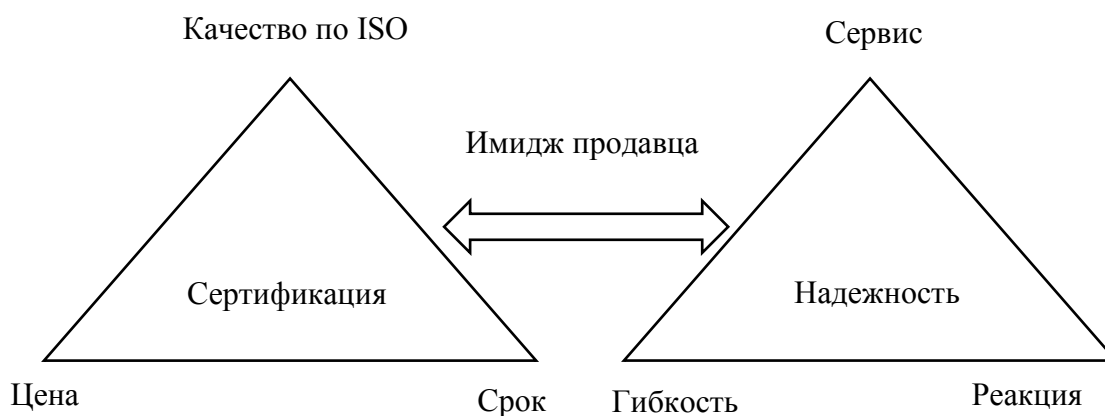 Качество по ISO
Сервис
Имидж продавца
Сертификация
Надежность
Цена
Срок
Гибкость
Реакция